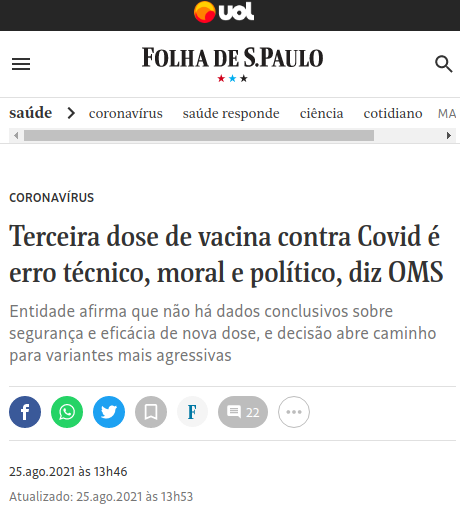 uol
FOLHA DE S.PAULO
saúde coronavírus saúde responde ciência cotidiano MA
CORONAVÍRUS
Terceira dose de vacina contra Covid é
erro técnico, moral e político, diz OMS
Entidade afirma que não há dados conclusivos sobre
segurança e eficácia de nova dose, e decisão abre caminho
para variantes mais agressivas
f F 22
25.ago.2021 às 13h46
Atualizado: 25.ago.2021 às 13h53